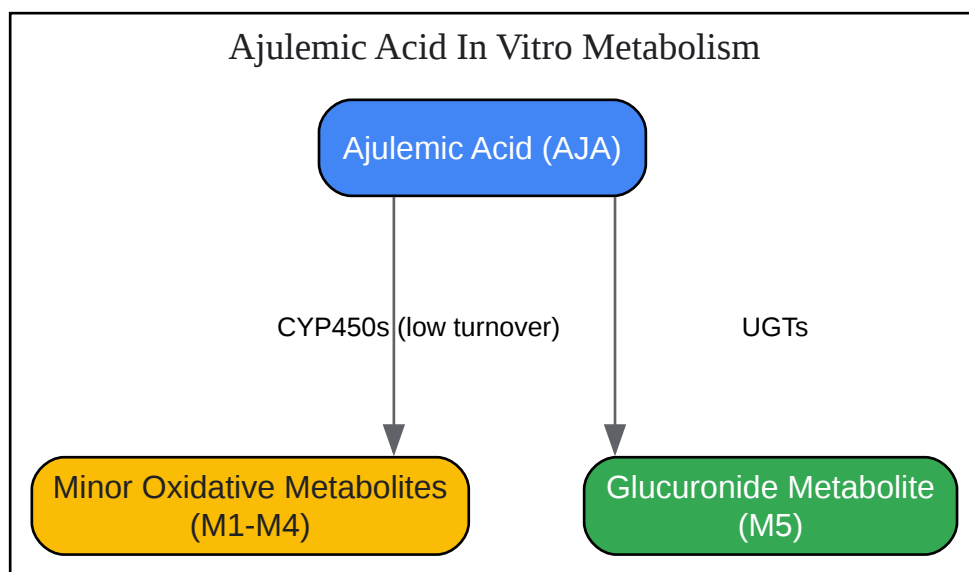 Ajulemic Acid In Vitro Metabolism
Ajulemic Acid (AJA)
CYP450s (low turnover)
UGTs
Minor Oxidative Metabolites
(M1-M4)
Glucuronide Metabolite
(M5)